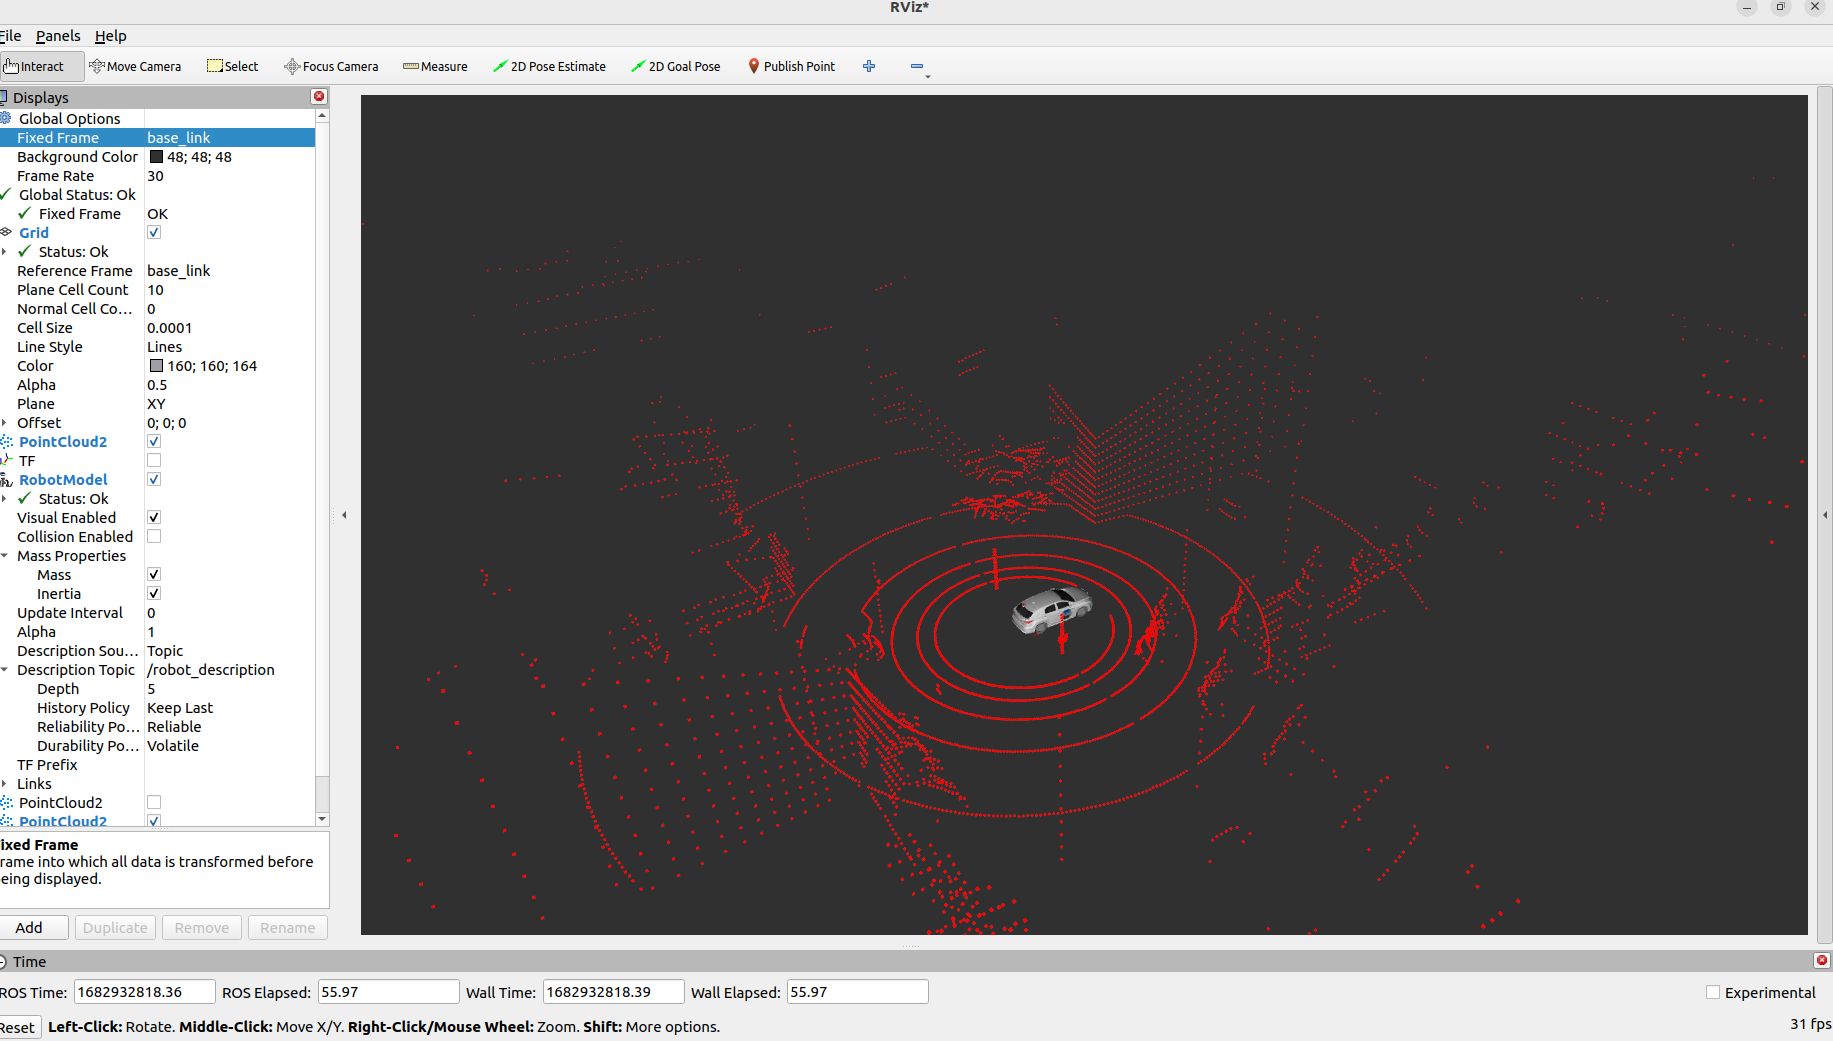 RViz*
File Panels Help
Interact Move Camera Select Focus Camera Measure 2D Pose Estimate 2D Goal Pose Publish Point
Displays
Global Options
Fixed Frame base_link
Background Color 48; 48; 48
Frame Rate 30
Global Status: Ok
Fixed Frame OK
Grid
Status: Ok
Reference Frame base_link
Plane Cell Count 10
Normal Cell Co... 0
Cell Size 0.0001
Line Style Lines
Color 160; 160; 164
Alpha 0.5
Plane XY
Offset 0; 0; 0
PointCloud2
TF
RobotModel
Status: Ok
Visual Enabled
Collision Enabled
Mass Properties
Mass
Inertia
Update Interval 0
Alpha 1
Description Sou... Topic
Description Topic /robot_description
Depth 5
History Policy Keep Last
Reliability Po... Reliable
Durability Po... Volatile
TF Prefix
Links
PointCloud2
PointCloud2
ixed Frame
rame into which all data is transformed before
eing displayed.
Add Duplicate Remove Rename
Time
ROS Time: 1682932818.36 ROS Elapsed: 55.97 Wall Time: 1682932818.39 Wall Elapsed: 55.97 Experimental
Reset Left-Click: Rotate. Middle-Click: Move X/Y. Right-Click/Mouse Wheel: Zoom. Shift: More options. 31 fps